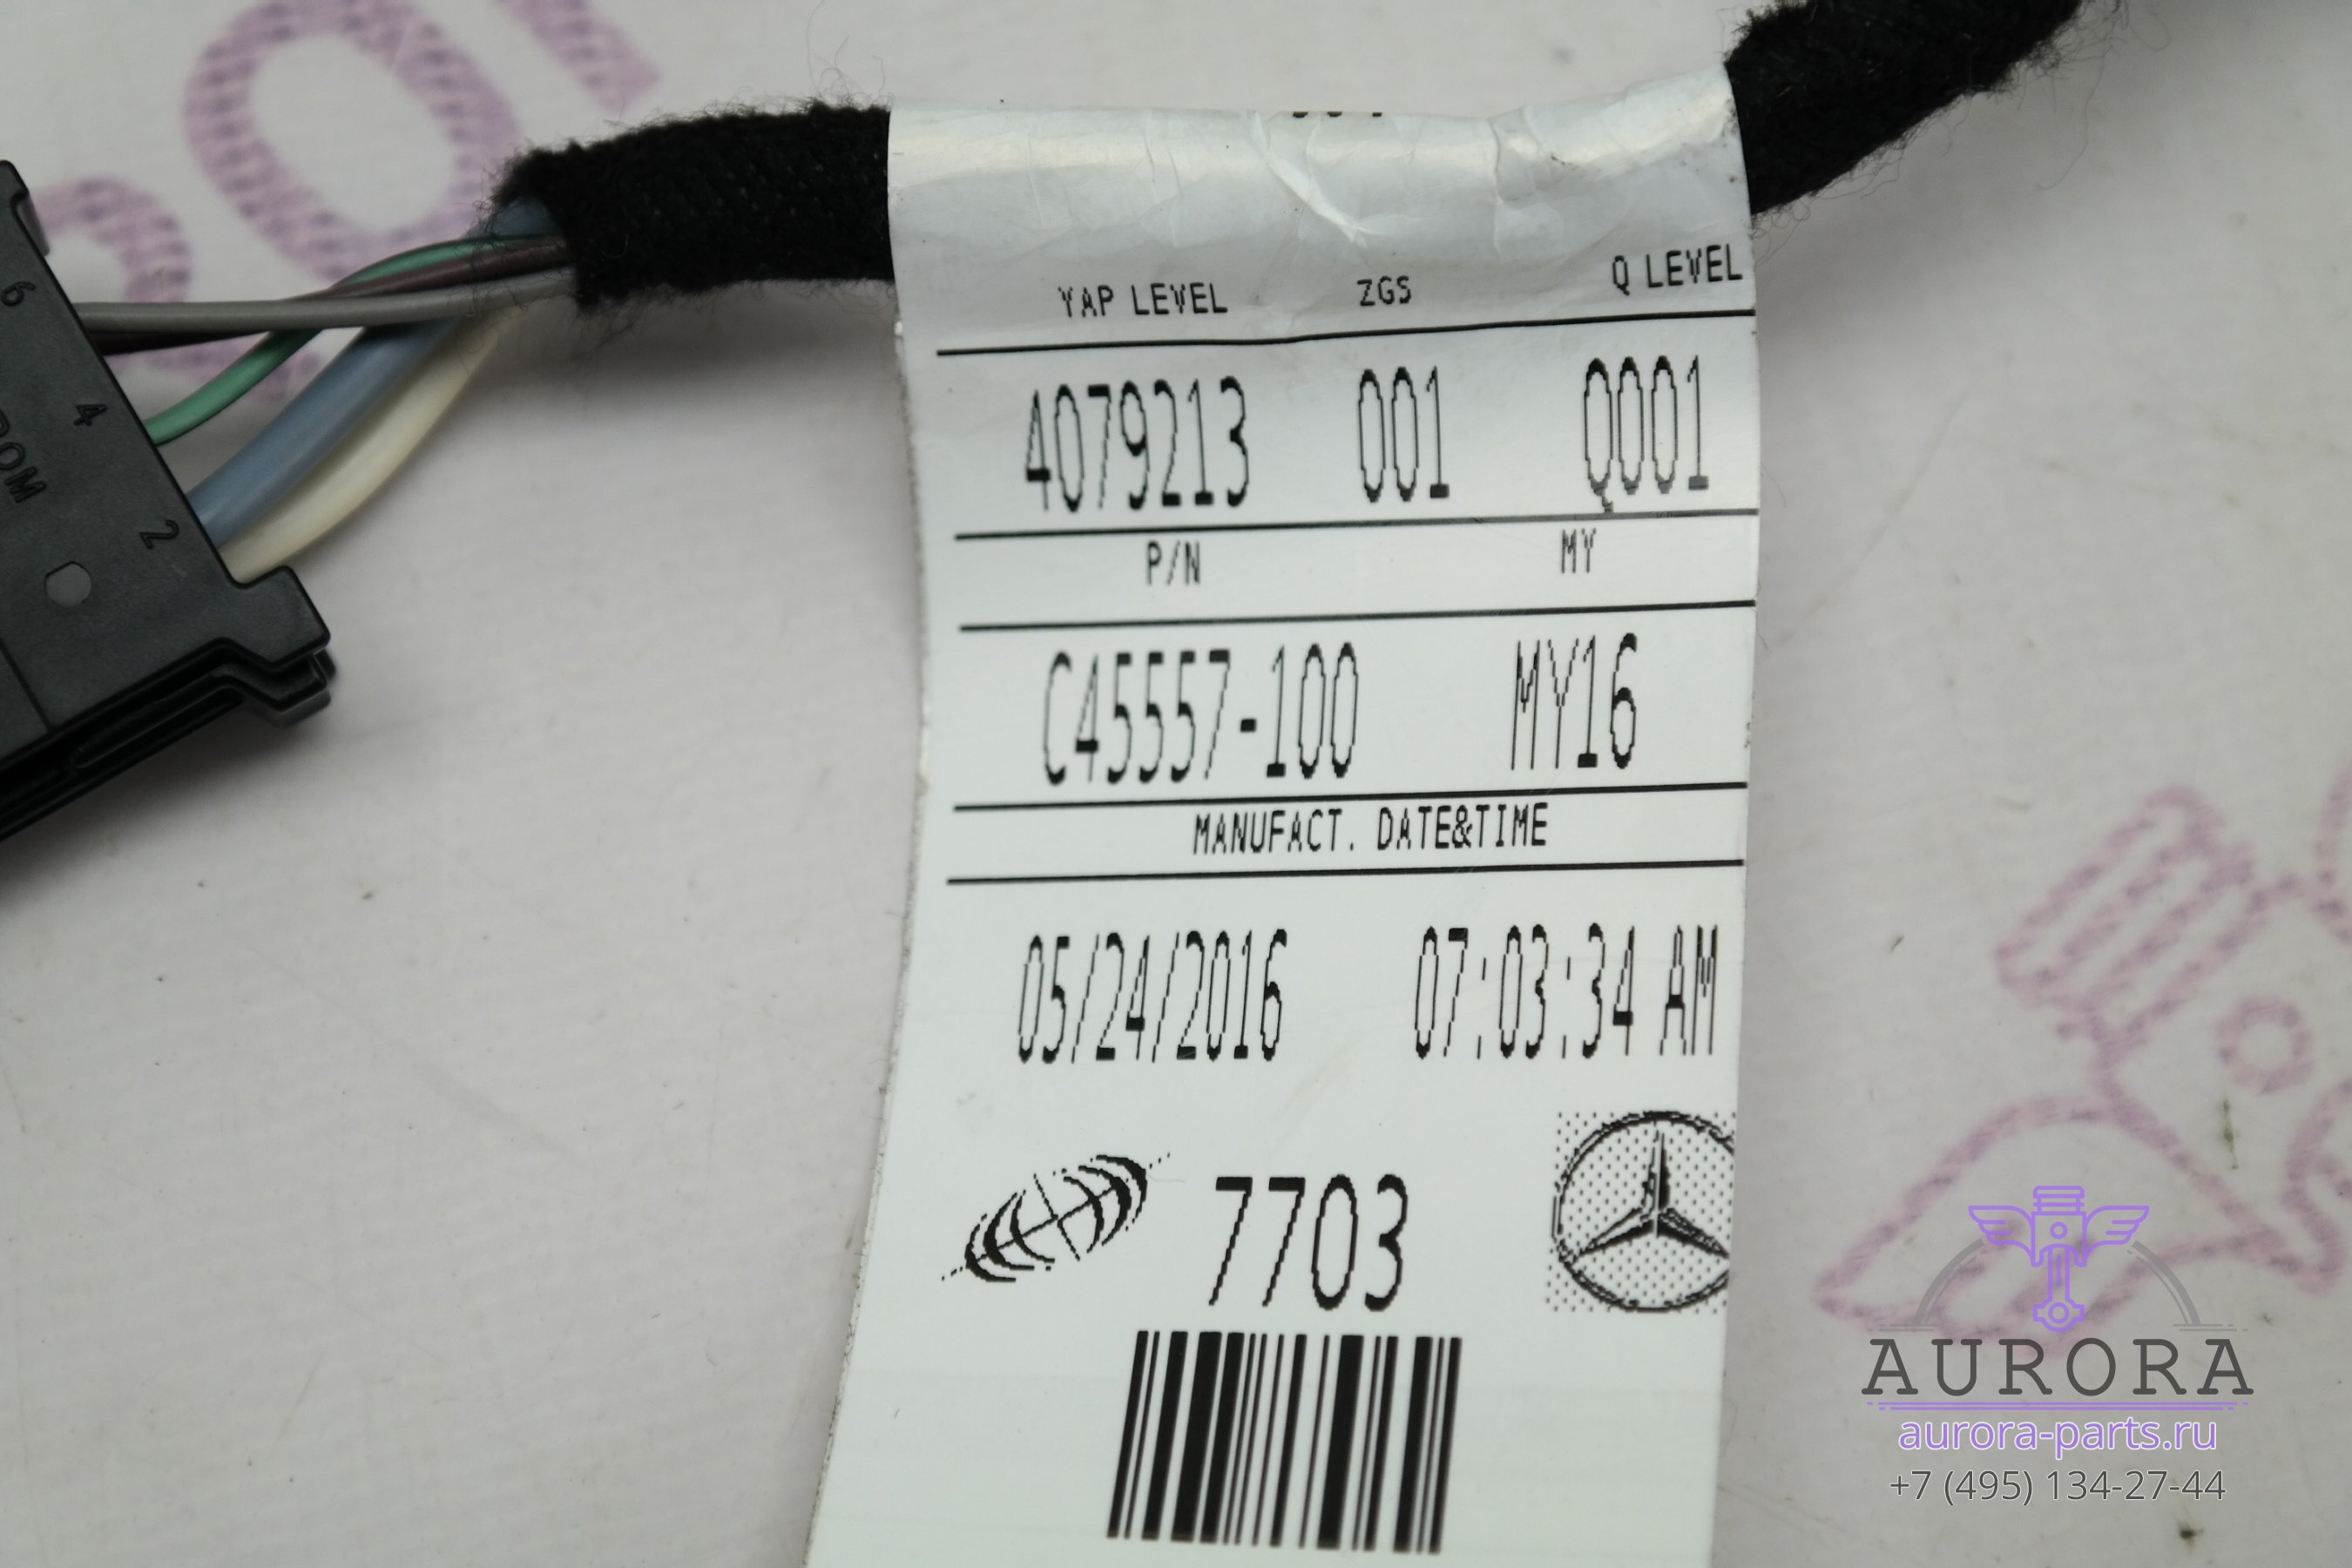 YAP LEVEL ZGS Q LEVEL
4079213 001 Q001
P/N MY
C45557-100 MY16
MANUFACT. DATE&TIME
05/24/2016 07:03:34 AM
7703
6
4
2
AURORA
aurora-parts.ru
+7 (495) 134-27-44